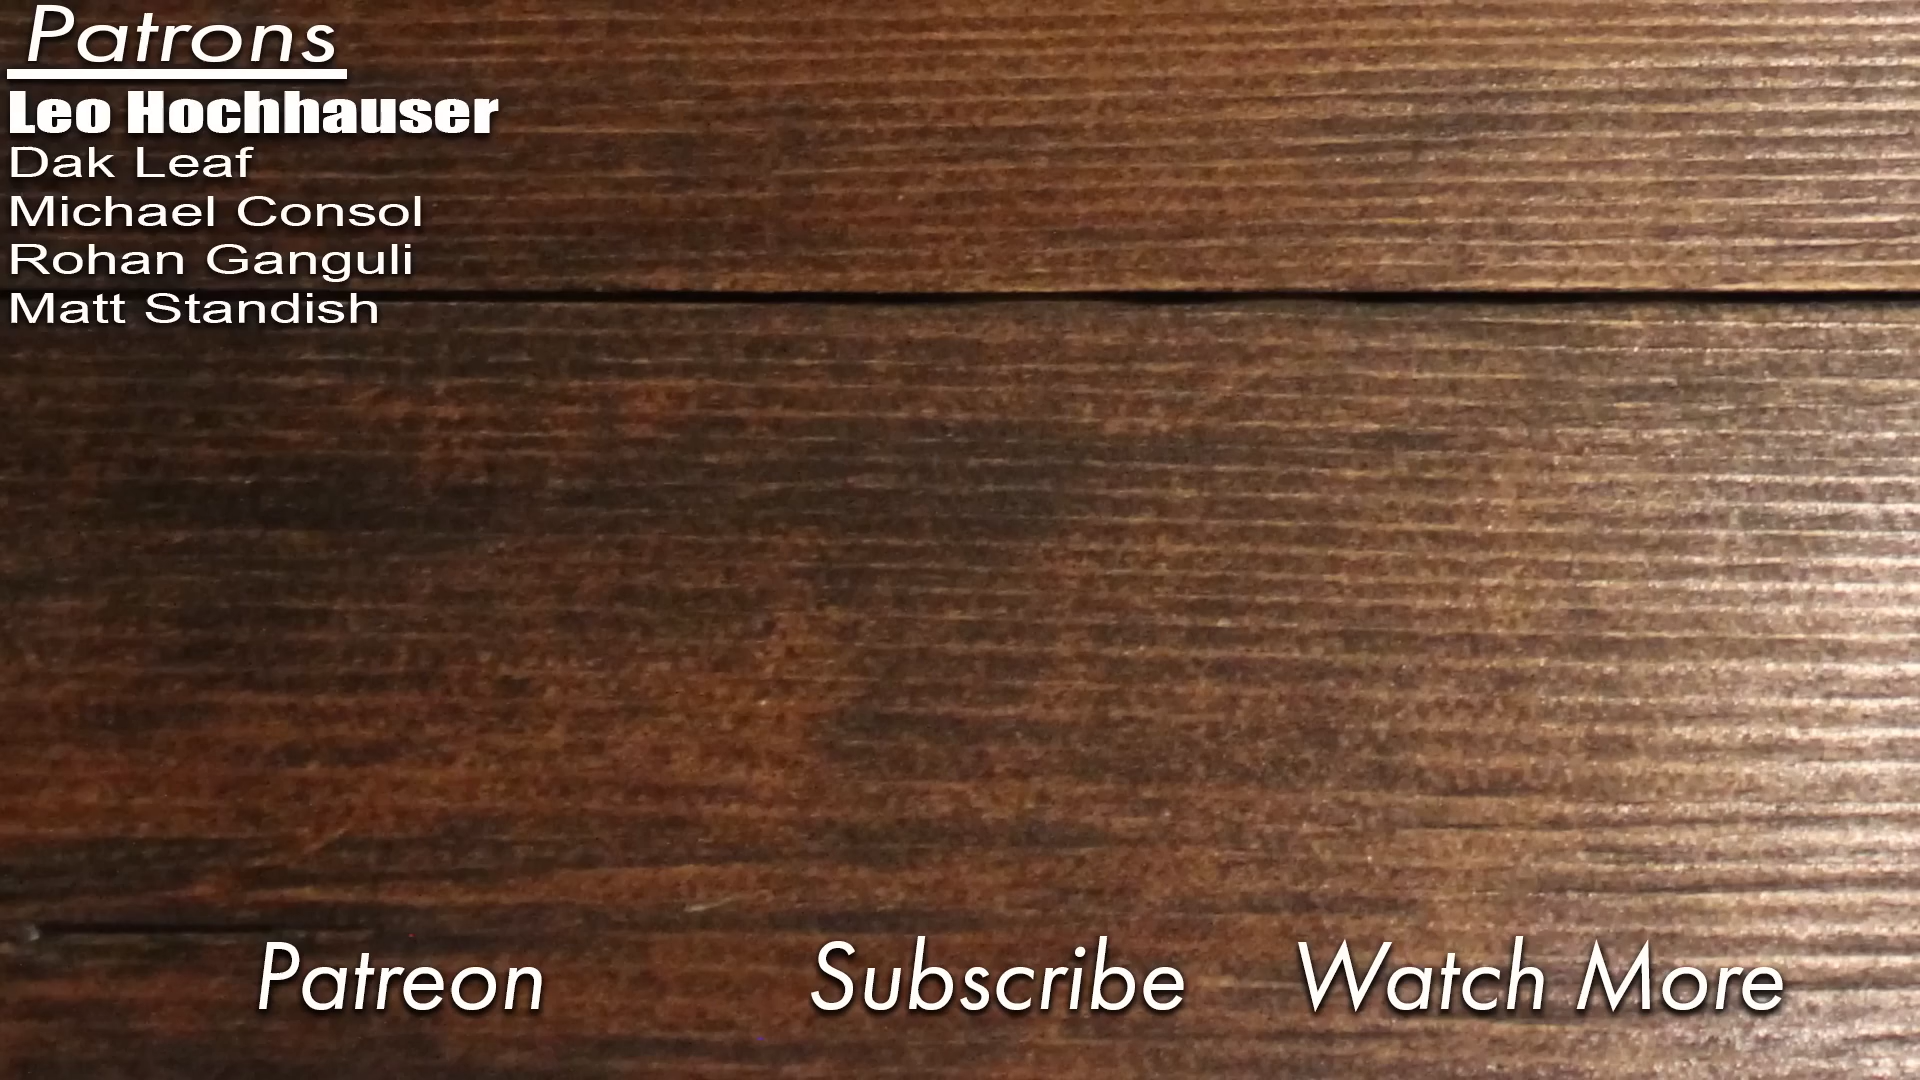 Patrons
Leo Hochhauser
Dak Leaf
Michael Consol
Rohan Ganguli
Matt Standish
Patreon Subscribe Watch More